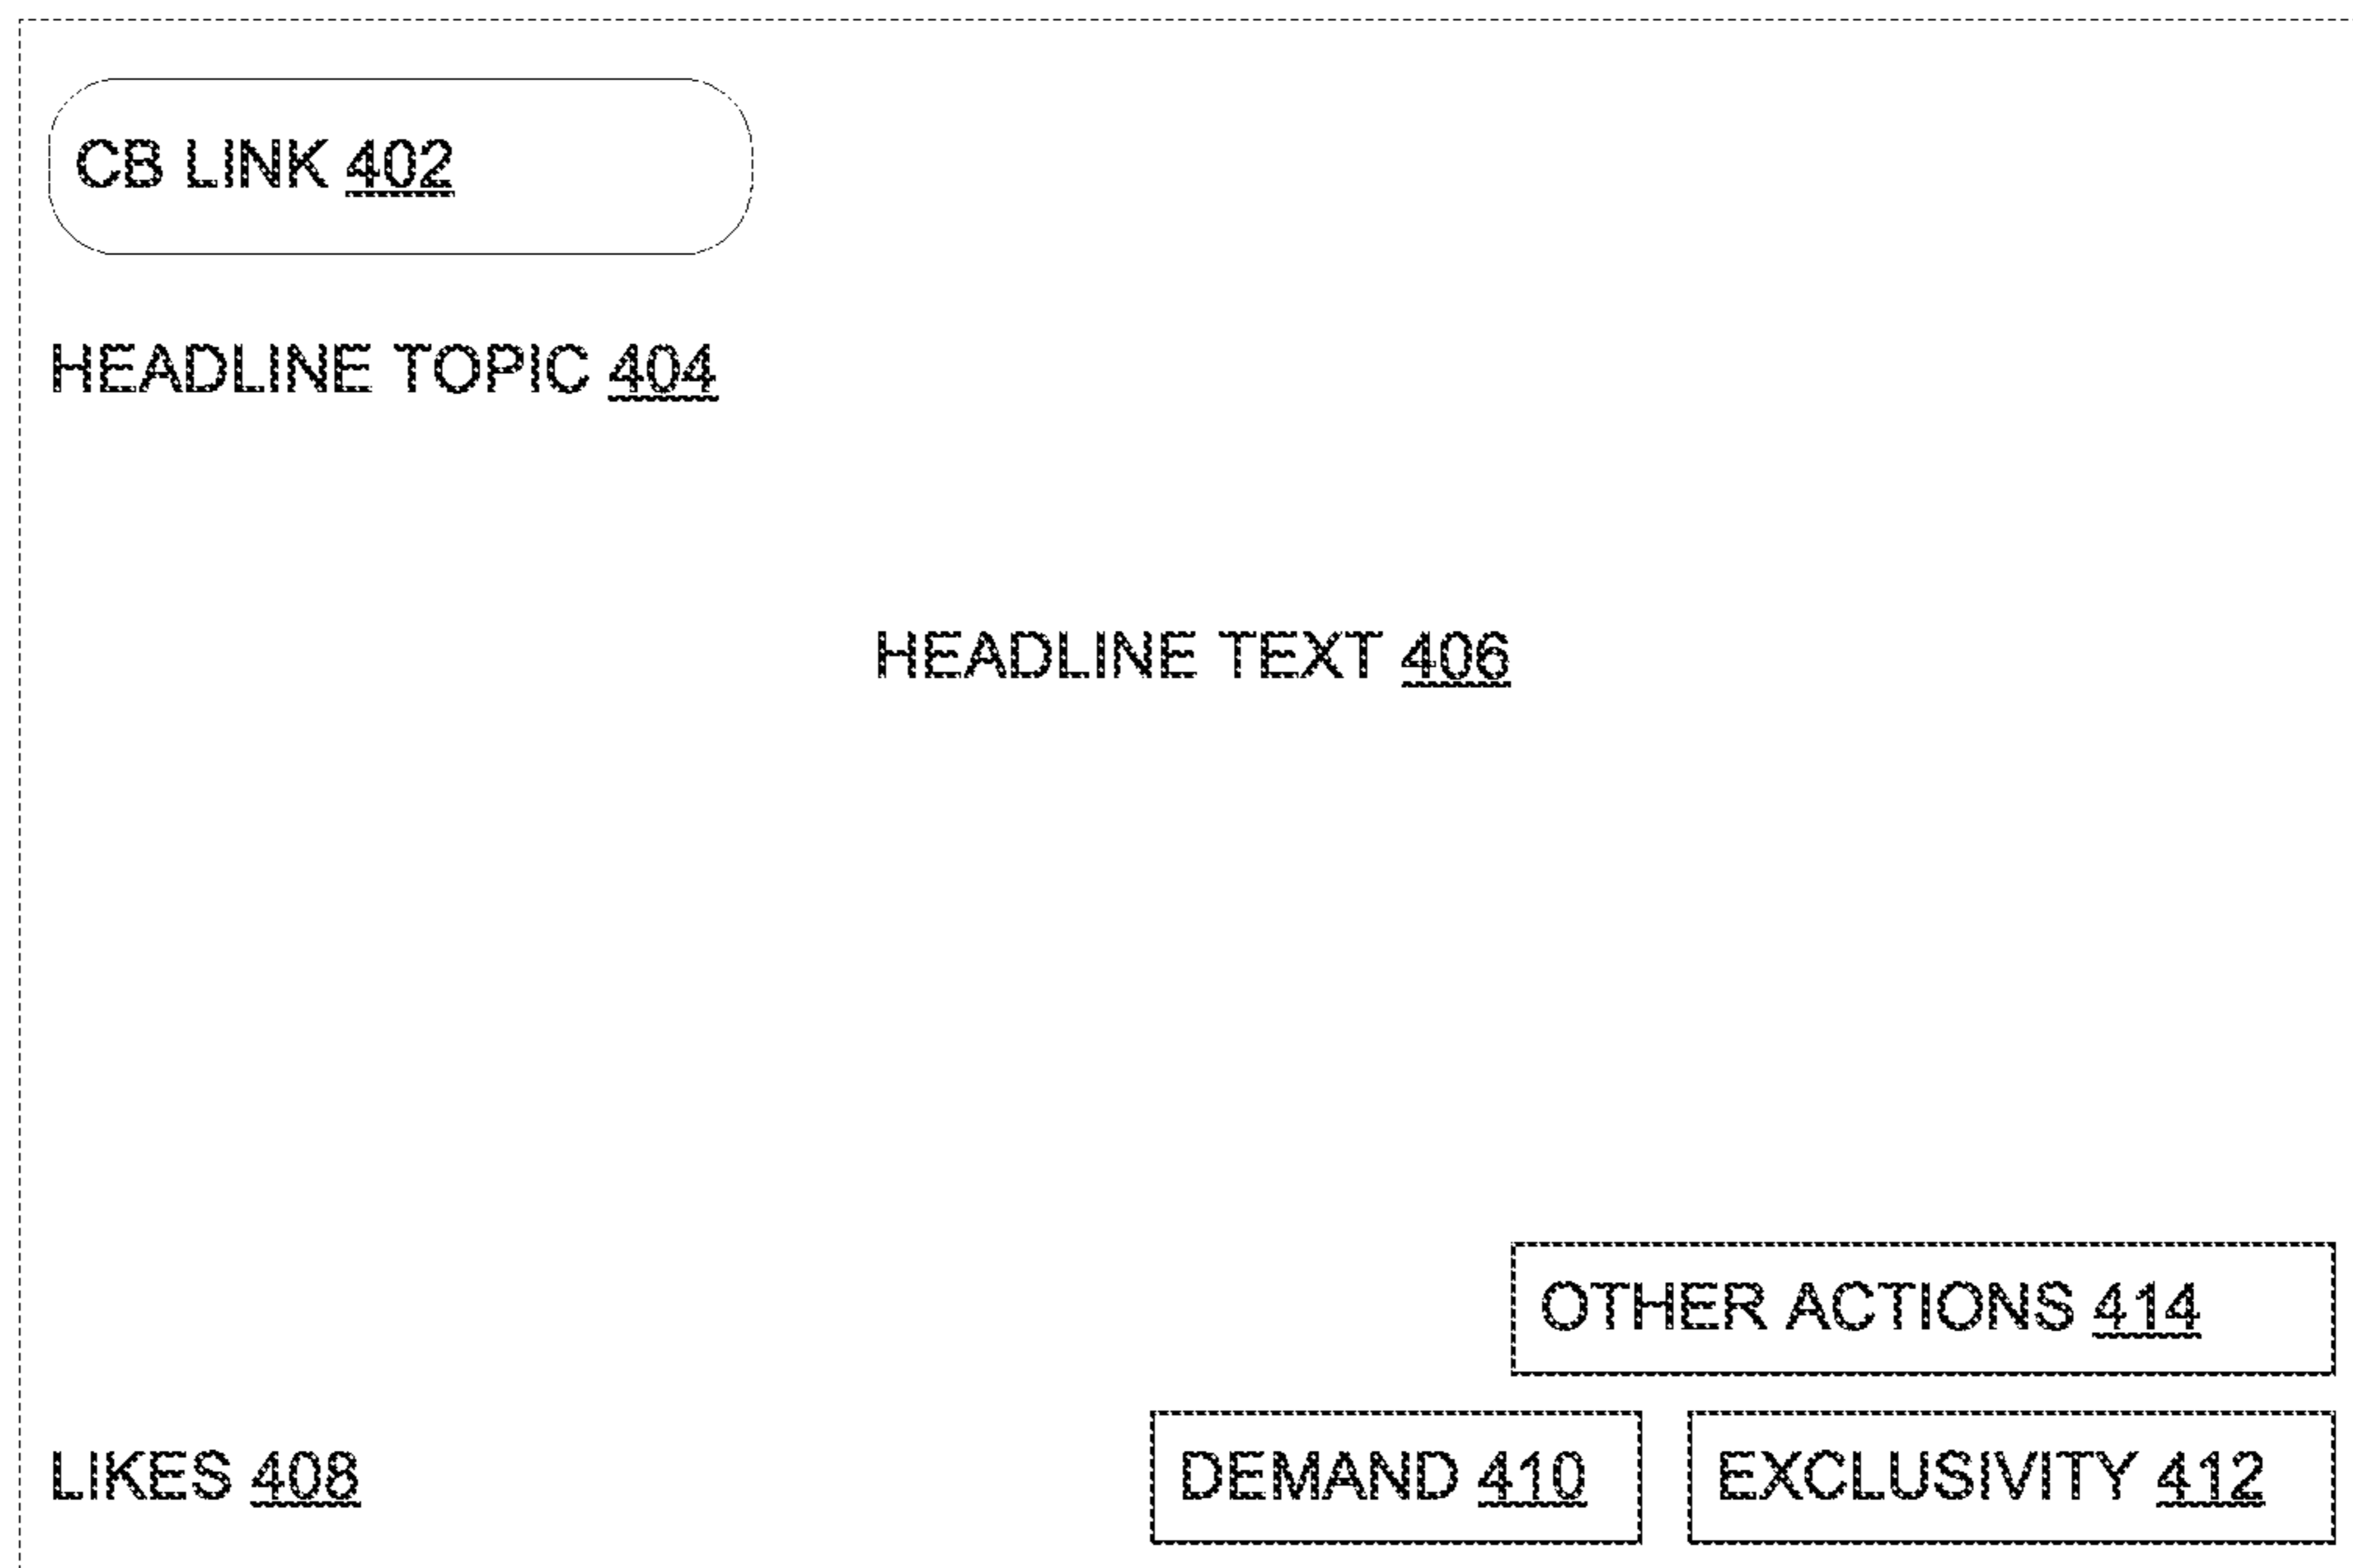 CB LINK 402
HEADLINE TOPIC 404
HEADLINE TEXT 406
OTHER ACTIONS 414
LIKES 408
DEMAND 410
EXCLUSIVITY 412